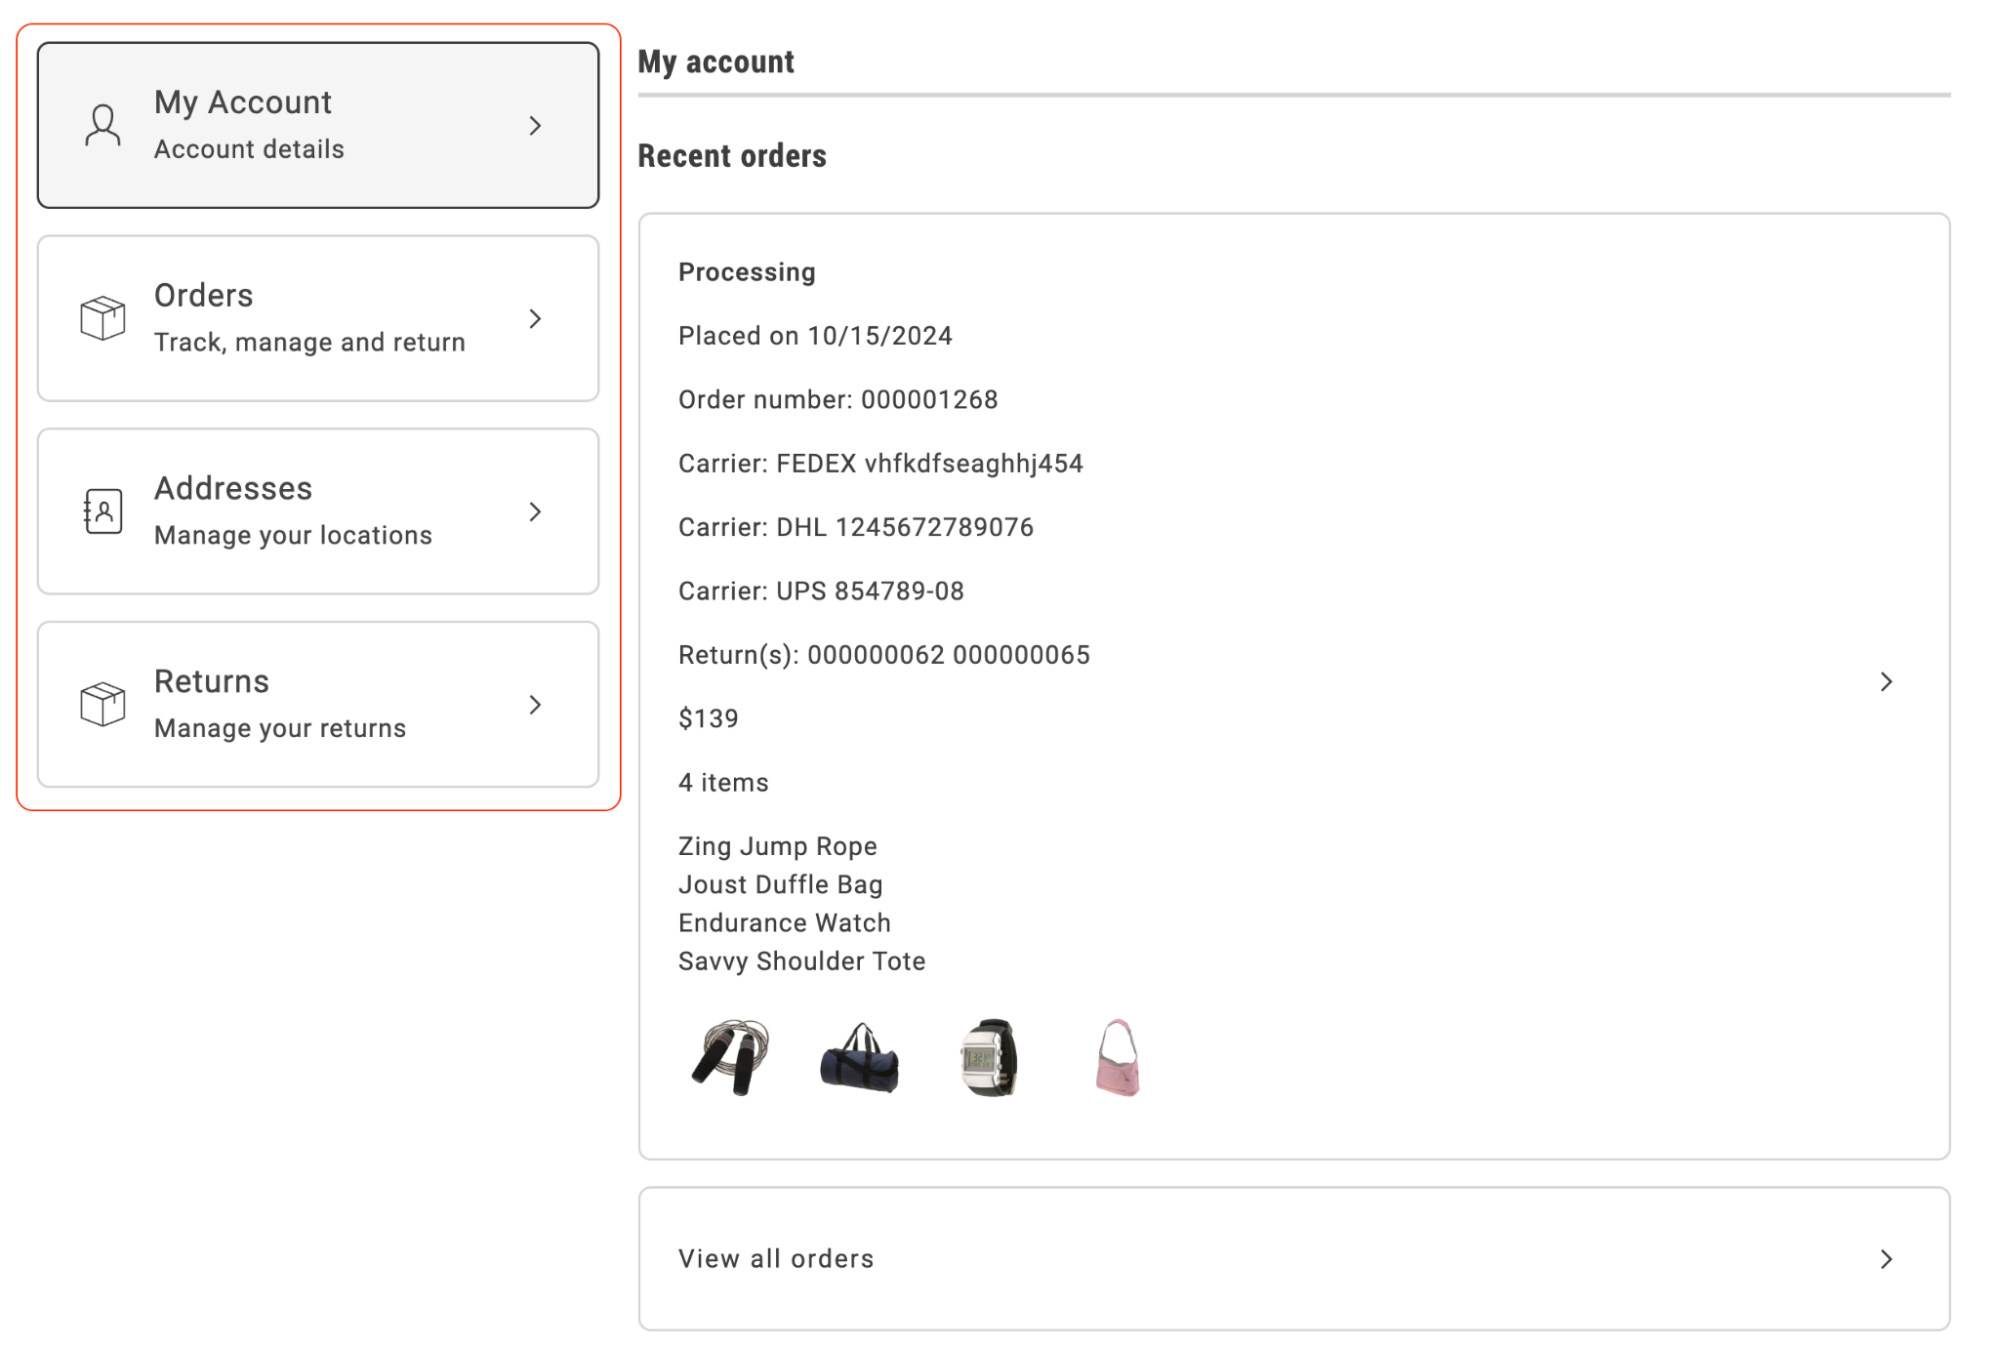 My Account
Account details
Orders
Track, manage and return
Addresses
Manage your locations
Returns
Manage your returns
My account
Recent orders
Processing
Placed on 10/15/2024
Order number: 000001268
Carrier: FEDEX vhfkdfseaghhj454
Carrier: DHL 1245672789076
Carrier: UPS 854789-08
Return(s): 000000062 000000065
$139
4 items
Zing Jump Rope
Joust Duffle Bag
Endurance Watch
Savvy Shoulder Tote
View all orders